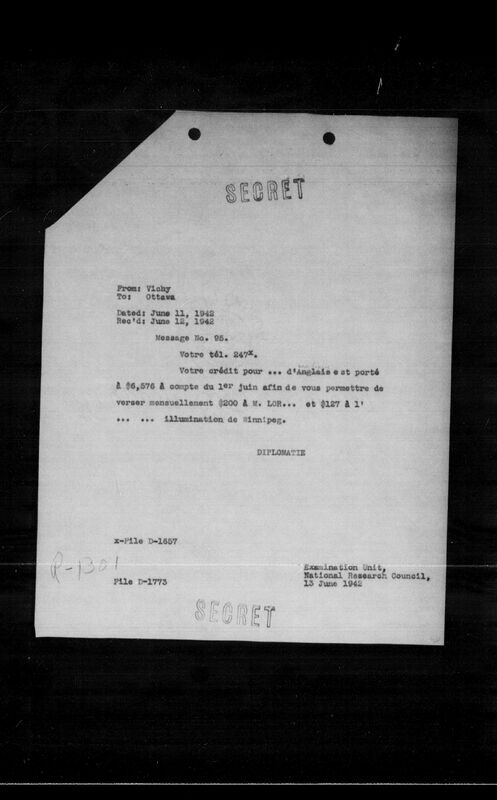 SECRET
From: Vichy
To: Ottawa
Dated: June 11, 1942
Rec'd: June 12, 1942
Message No. 95.
Votre tél. 247x.
Votre crédit pour ... d'Anglais est porté
à $6,576 à compte du 1er juin afin de vous permettre de
verser mensuellement $200 à M. LOR... et $127 à l'
... ... illumination de Winnipeg.
DIPLOMATIE
x-File D-1657
P-1301
File D-1773
Examination Unit,
National Research Council,
13 June 1942
SECRET